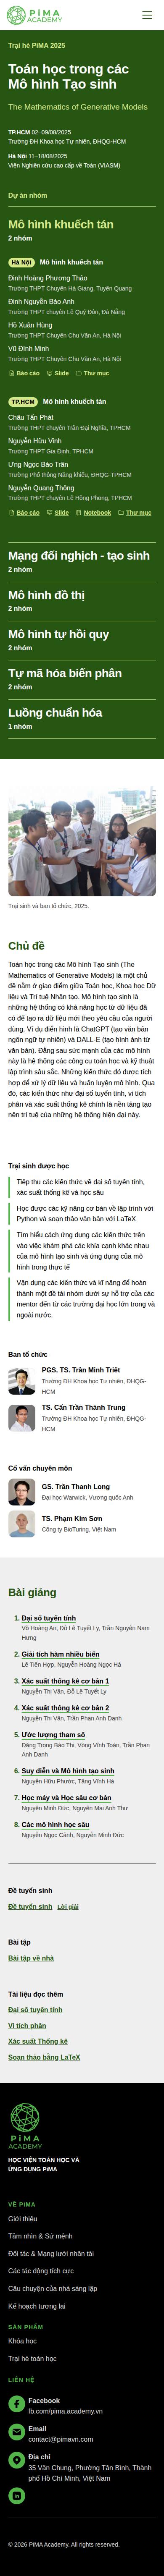 PiMA
ACADEMY
Trại hè PiMA 2025
Toán học trong các
Mô hình Tạo sinh
The Mathematics of Generative Models
TP.HCM 02–09/08/2025
Trường ĐH Khoa học Tự nhiên, ĐHQG-HCM
Hà Nội 11–18/08/2025
Viện Nghiên cứu cao cấp về Toán (VIASM)
Dự án nhóm
Mô hình khuếch tán
2 nhóm
Hà Nội Mô hình khuếch tán
Đinh Hoàng Phương Thảo
Trường THPT Chuyên Hà Giang, Tuyên Quang
Đinh Nguyễn Bảo Anh
Trường THPT chuyên Lê Quý Đôn, Đà Nẵng
Hồ Xuân Hùng
Trường THPT Chuyên Chu Văn An, Hà Nội
Vũ Đình Minh
Trường THPT Chuyên Chu Văn An, Hà Nội
Báo cáo Slide Thư mục
TP.HCM Mô hình khuếch tán
Châu Tấn Phát
Trường THPT chuyên Trần Đại Nghĩa, TPHCM
Nguyễn Hữu Vinh
Trường THPT Gia Định, TPHCM
Ưng Ngọc Bảo Trân
Trường Phổ thông Năng khiếu, ĐHQG-TPHCM
Nguyễn Quang Thông
Trường THPT chuyên Lê Hồng Phong, TPHCM
Báo cáo Slide Notebook Thư mục
Mạng đối nghịch - tạo sinh
2 nhóm
Mô hình đồ thị
2 nhóm
Mô hình tự hồi quy
2 nhóm
Tự mã hóa biến phân
2 nhóm
Luồng chuẩn hóa
1 nhóm
Trại sinh và ban tổ chức, 2025.
Chủ đề
Toán học trong các Mô hình Tạo sinh (The
Mathematics of Generative Models) là một chủ
đề nằm ở giao điểm giữa Toán học, Khoa học Dữ
liệu và Trí tuệ Nhân tạo. Mô hình tạo sinh là
những hệ thống có khả năng học từ dữ liệu đã
có để tạo ra dữ liệu mới theo yêu cầu của người
dùng. Ví dụ điển hình là ChatGPT (tạo văn bản
ngôn ngữ tự nhiên) và DALL-E (tạo hình ảnh từ
văn bản). Đằng sau sức mạnh của các mô hình
này là hệ thống các công cụ toán học và kỹ thuật
lập trình sâu sắc. Những kiến thức đó được tích
hợp để xử lý dữ liệu và huấn luyện mô hình. Qua
đó, các kiến thức như đại số tuyến tính, vi tích
phân và xác suất thống kê chính là nền tảng tạo
nên trí tuệ của những hệ thống hiện đại này.
Trại sinh được học
Tiếp thu các kiến thức về đại số tuyến tính,
xác suất thống kê và học sâu
Học được các kỹ năng cơ bản về lập trình với
Python và soạn thảo văn bản với LaTeX
Tìm hiểu cách ứng dụng các kiến thức trên
vào việc khám phá các khía cạnh khác nhau
của mô hình tạo sinh và ứng dụng của mô
hình trong thực tế
Vận dụng các kiến thức và kĩ năng để hoàn
thành một đề tài nhóm dưới sự hỗ trợ của các
mentor đến từ các trường đại học lớn trong và
ngoài nước.
Ban tổ chức
PGS. TS. Trần Minh Triết
Trường ĐH Khoa học Tự nhiên, ĐHQG-
HCM
TS. Cấn Trần Thành Trung
Trường ĐH Khoa học Tự nhiên, ĐHQG-
HCM
Cố vấn chuyên môn
GS. Trần Thanh Long
Đại học Warwick, Vương quốc Anh
TS. Phạm Kim Sơn
Công ty BioTuring, Việt Nam
Bài giảng
1. Đại số tuyến tính
Võ Hoàng An, Đỗ Lê Tuyết Ly, Trần Nguyễn Nam
Hưng
2. Giải tích hàm nhiều biến
Lê Tiến Hợp, Nguyễn Hoàng Ngọc Hà
3. Xác suất thống kê cơ bản 1
Nguyễn Thị Vân, Đỗ Lê Tuyết Ly
4. Xác suất thống kê cơ bản 2
Nguyễn Thị Vân, Trần Phan Anh Danh
5. Ước lượng tham số
Đặng Trọng Bảo Thi, Vòng Vĩnh Toàn, Trần Phan
Anh Danh
6. Suy diễn và Mô hình tạo sinh
Nguyễn Hữu Phước, Tăng Vĩnh Hà
7. Học máy và Học sâu cơ bản
Nguyễn Minh Đức, Nguyễn Mai Anh Thư
8. Các mô hình học sâu
Nguyễn Ngọc Cảnh, Nguyễn Minh Đức
Đề tuyển sinh
Đề tuyển sinh Lời giải
Bài tập
Bài tập về nhà
Tài liệu đọc thêm
Đại số tuyến tính
Vi tích phân
Xác suất Thống kê
Soạn thảo bằng LaTeX
PiMA
ACADEMY
HỌC VIỆN TOÁN HỌC VÀ
ỨNG DỤNG PiMA
VỀ PiMA
Giới thiệu
Tầm nhìn & Sứ mệnh
Đối tác & Mạng lưới nhân tài
Các tác động tích cực
Câu chuyện của nhà sáng lập
Kế hoạch tương lai
SẢN PHẨM
Khóa học
Trại hè toán học
LIÊN HỆ
Facebook
fb.com/pima.academy.vn
Email
contact@pimavn.com
Địa chỉ
35 Văn Chung, Phường Tân Bình, Thành
phố Hồ Chí Minh, Việt Nam
© 2026 PiMA Academy. All rights reserved.